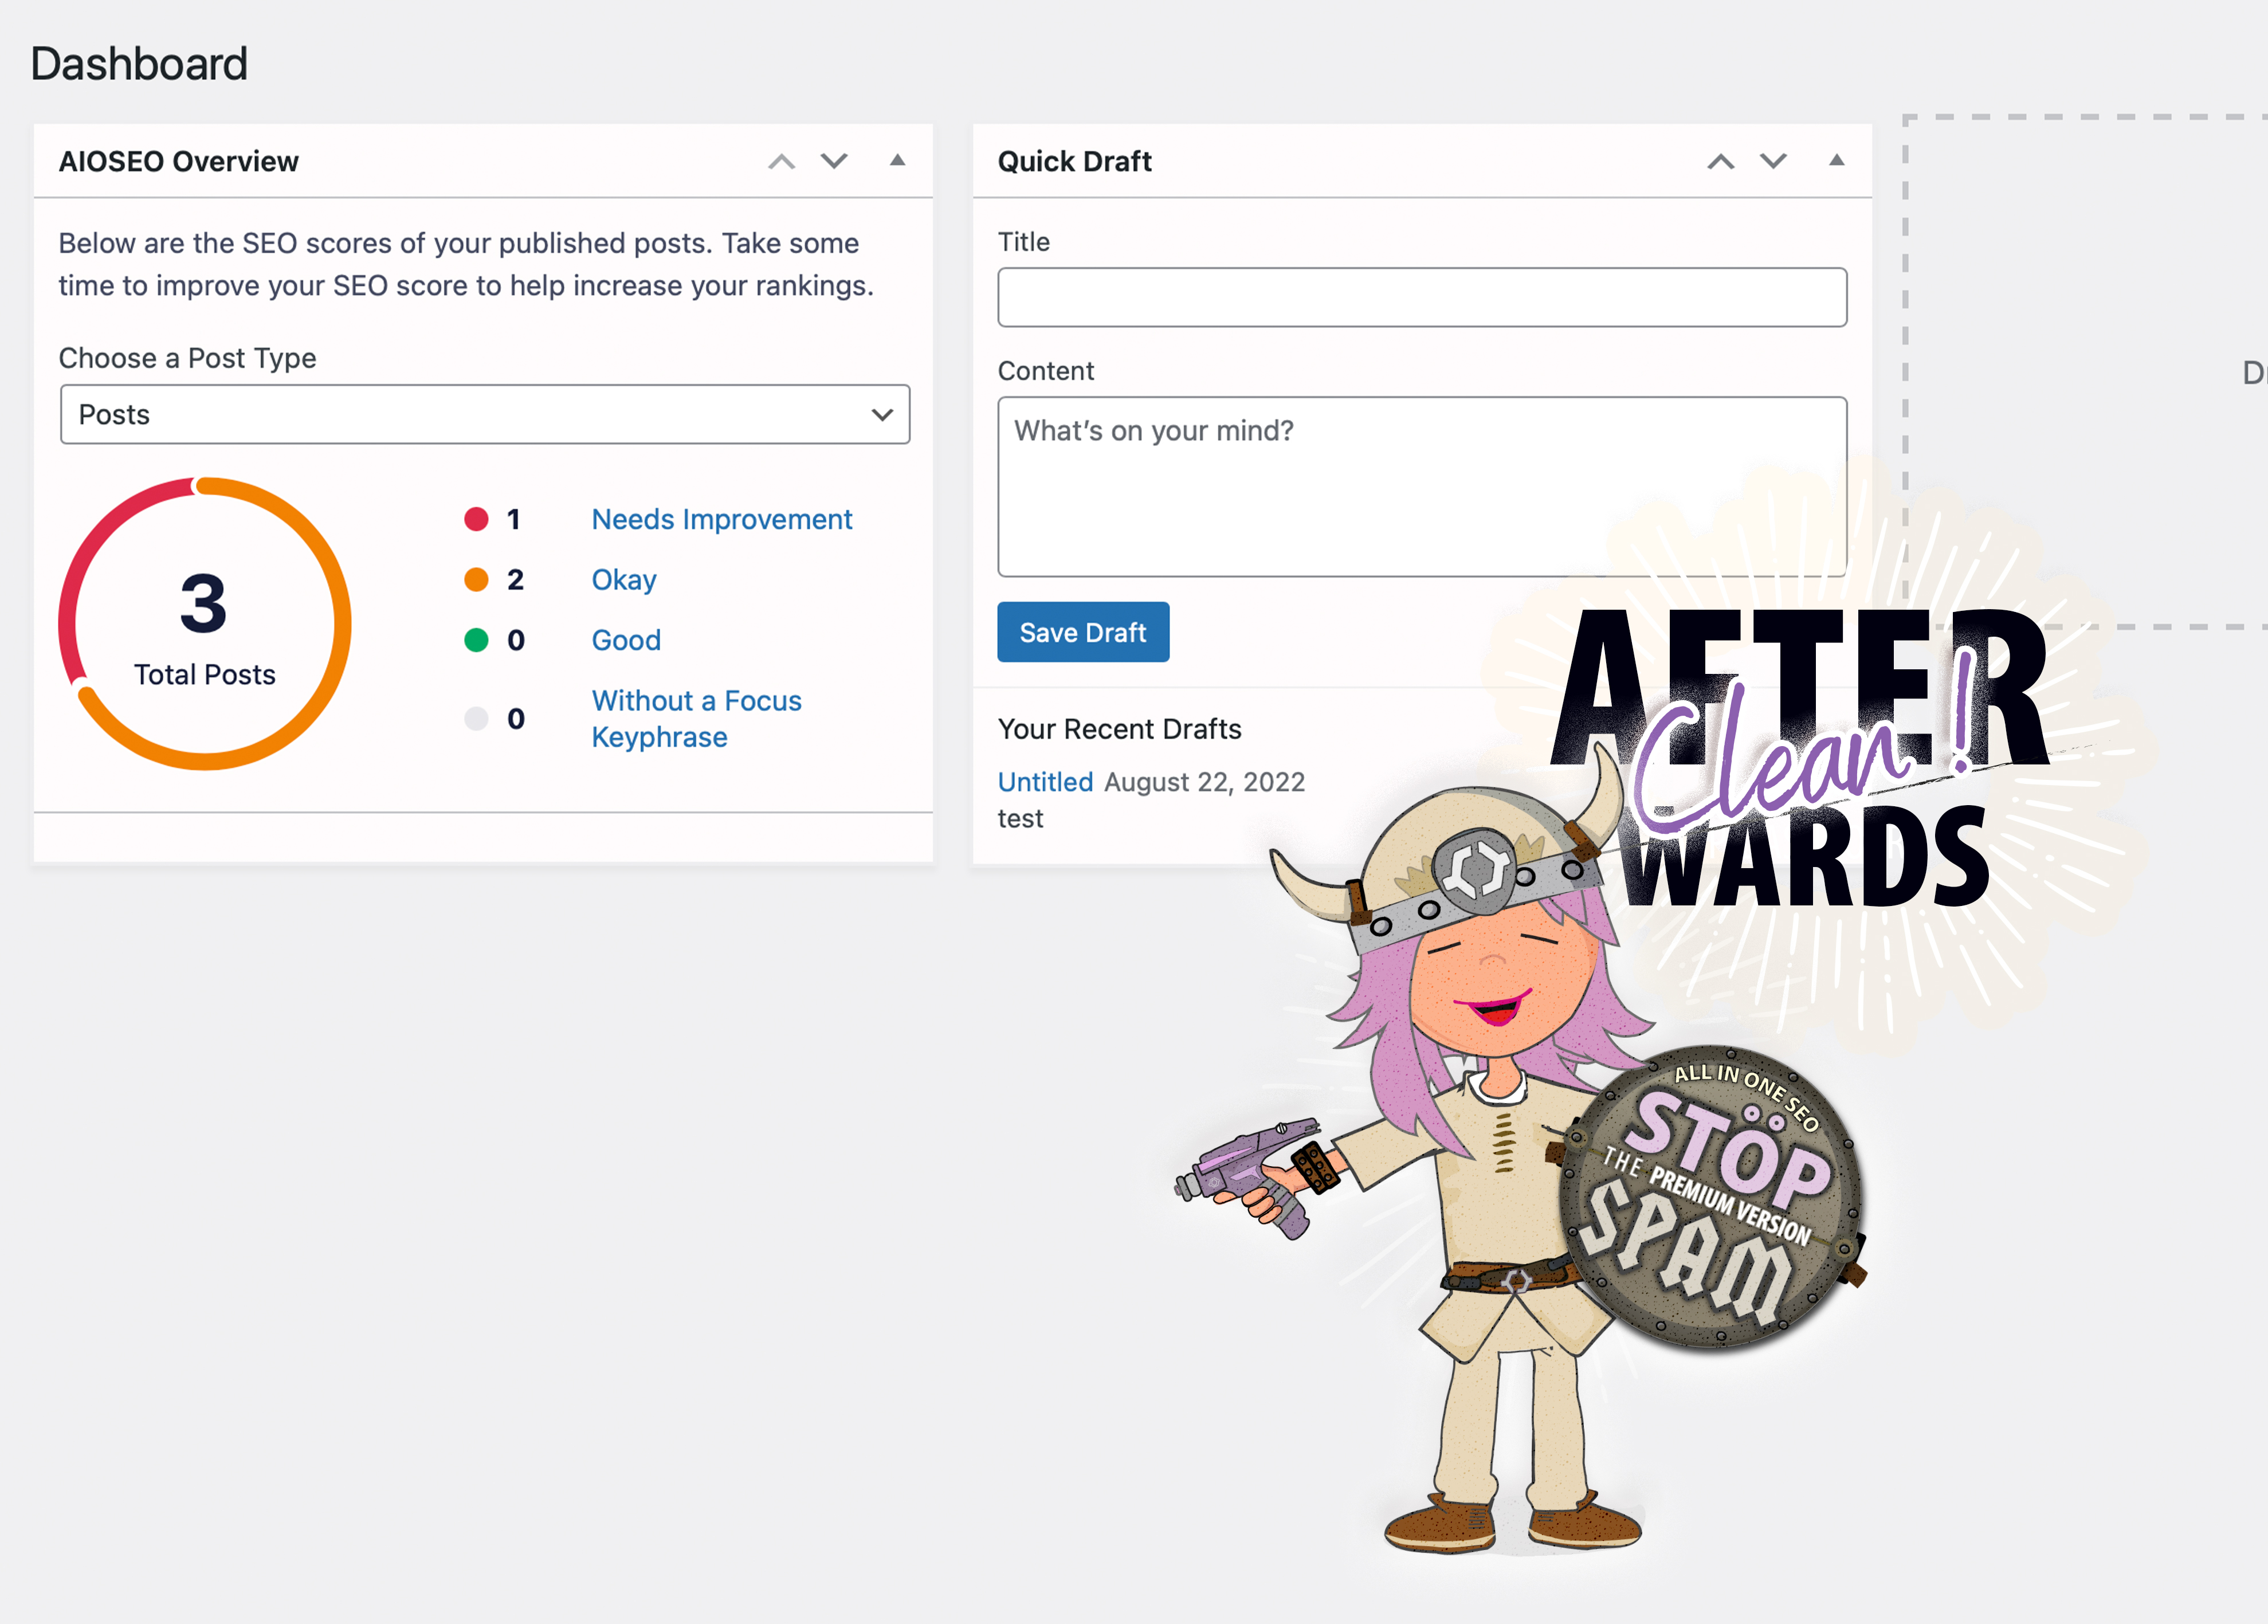 Dashboard
AIOSEO Overview
Below are the SEO scores of your published posts. Take some
time to improve your SEO score to help increase your rankings.
Choose a Post Type
Posts
3
Total Posts
1 Needs Improvement
2 Okay
0 Good
0 Without a Focus
Keyphrase
Quick Draft
Title
Content
What’s on your mind?
Save Draft
Your Recent Drafts
Untitled August 22, 2022
test
AFTER
Clean!
WARDS
ALL IN ONE SEO
STÖP
THE PREMIUM VERSION
SPAM